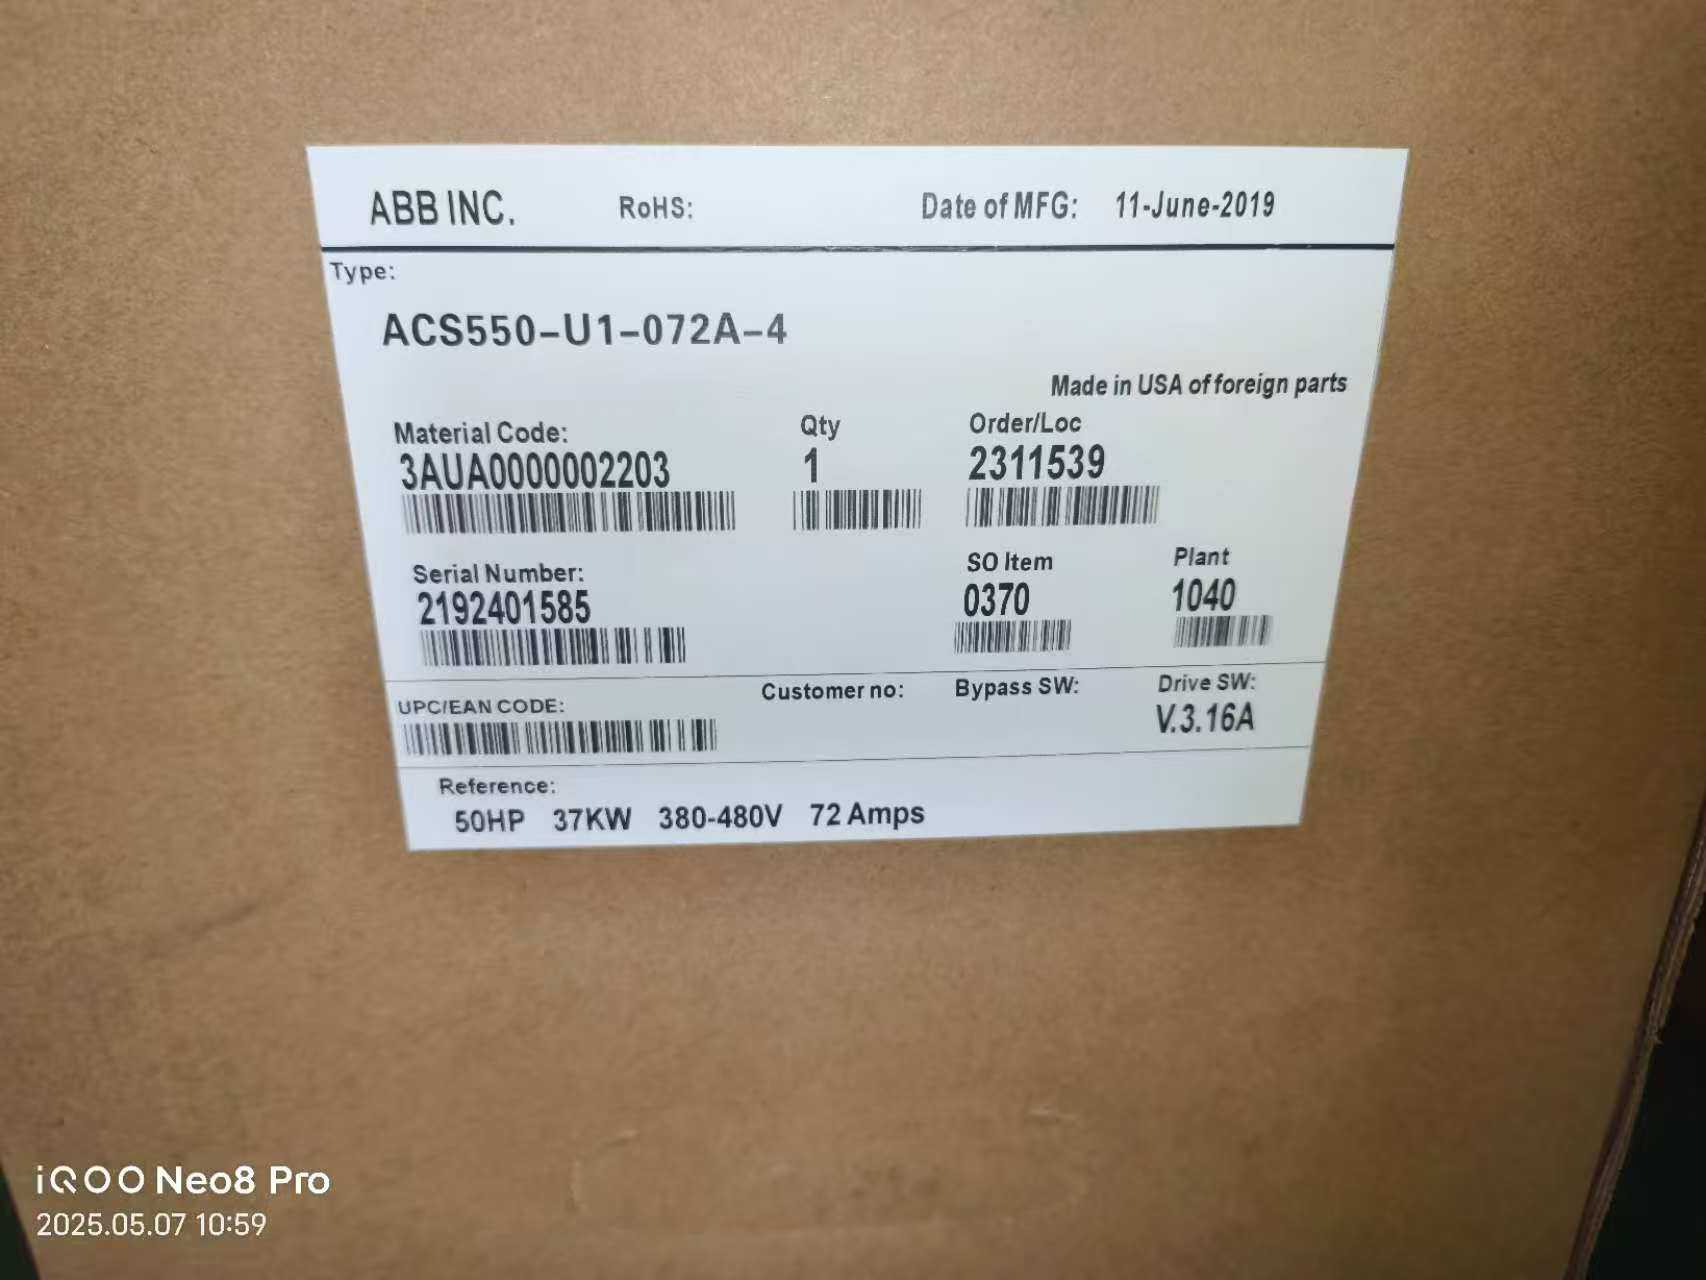 ABB INC. RoHS: Date of MFG: 11-June-2019
Type:
ACS550-U1-072A-4
Made in USA of foreign parts
Material Code: Qty Order/Loc
3AUA0000002203 1 2311539
Serial Number: SO Item Plant
2192401585 0370 1040
UPC/EAN CODE: Customer no: Bypass SW: Drive SW:
V.3.16A
Reference:
50HP 37KW 380-480V 72 Amps
iQOO Neo8 Pro
2025.05.07 10:59